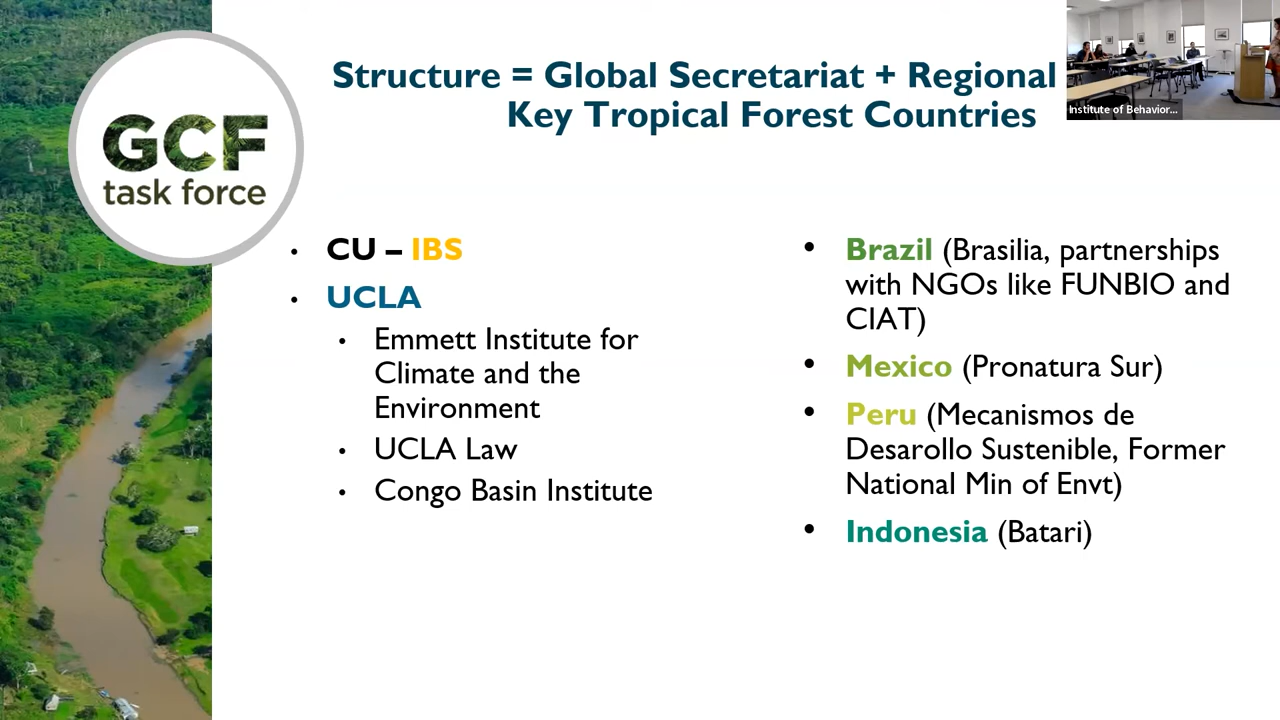 GCF
task force
Structure = Global Secretariat + Regional
Key Tropical Forest Countries
Institute of Behavior...
CU – IBS
UCLA
Emmett Institute for
Climate and the
Environment
UCLA Law
Congo Basin Institute
Brazil (Brasilia, partnerships
with NGOs like FUNBIO and
CIAT)
Mexico (Pronatura Sur)
Peru (Mecanismos de
Desarollo Sustenible, Former
National Min of Envt)
Indonesia (Batari)